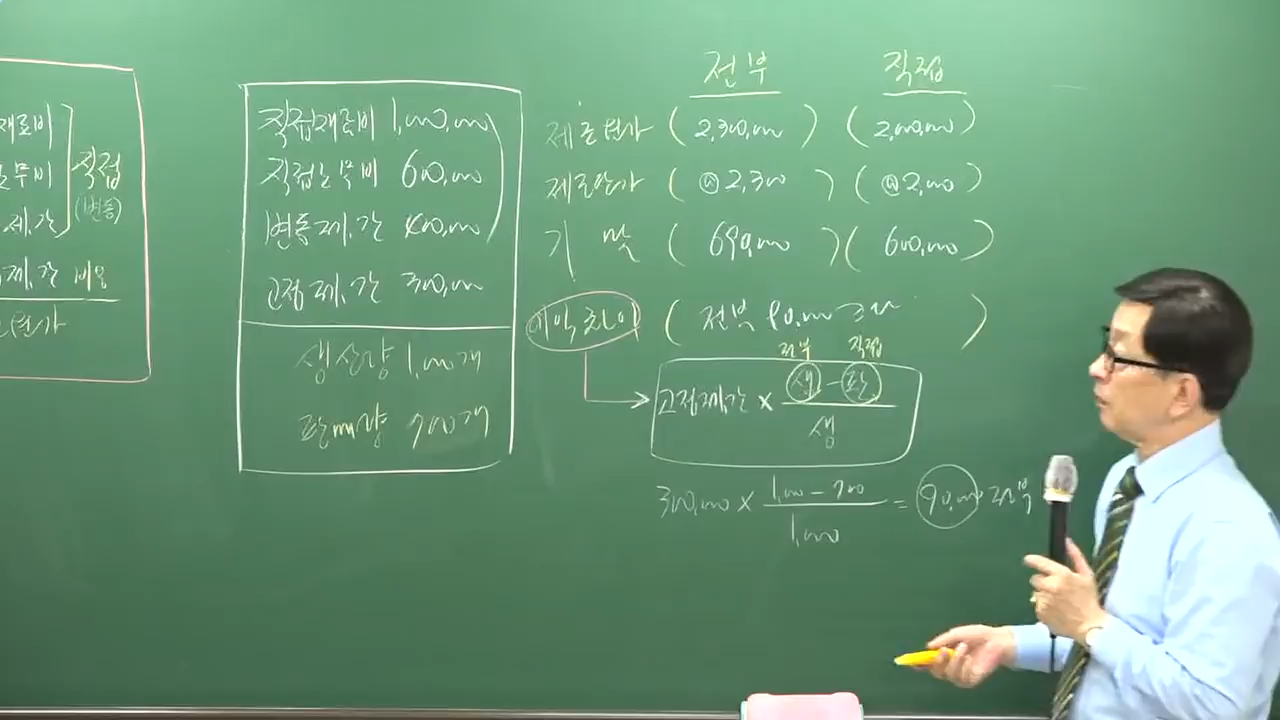 재료비
노무비
제,간
직접
(변동)
제,간 비용
원가
직접재료비 1,000,000
직접노무비 600,000
변동제,간 400,000
고정제,간 300,000
생산량 1,000개
판매량 700개
전부 직접
제조원가 ( 2,300,000 ) ( 2,000,000 )
제조단가 ( @2,300 ) ( @2,000 )
기 말 ( 690,000 ) ( 600,000 )
이익차이 ( 전부 90,000 크다 )
전부 직접
고정제,간 × 생 - 판
생
300,000 × 1,000 - 700 = 90,000
1,000